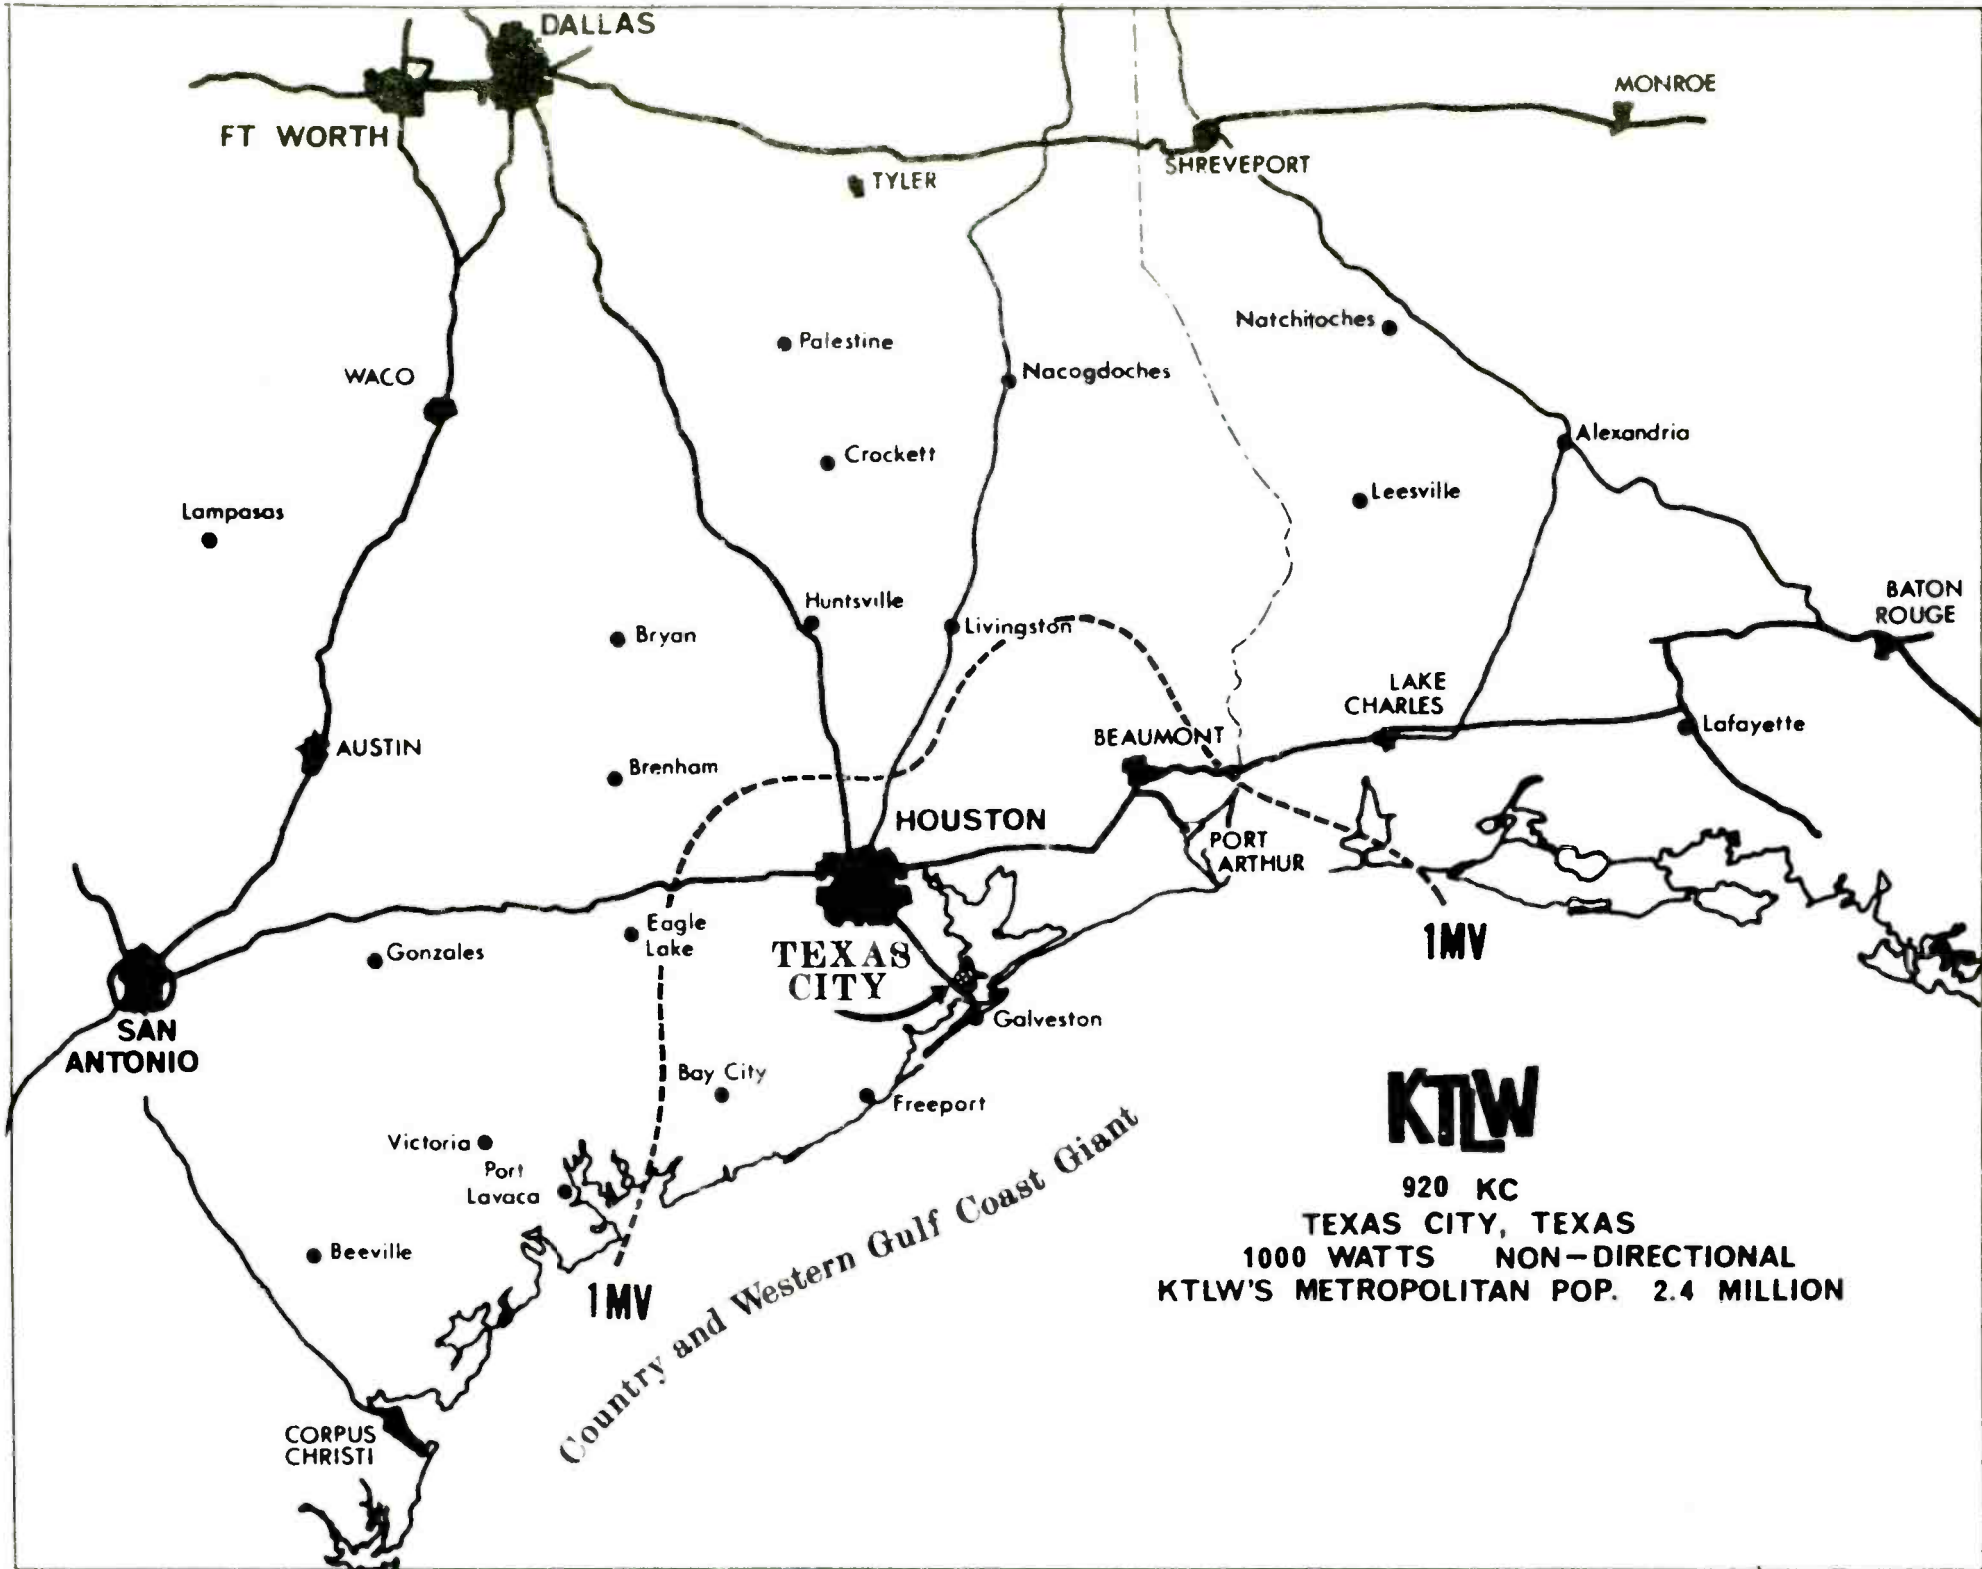 DALLAS
FT WORTH
MONROE
SHREVEPORT
TYLER
Natchitoches
Palestine
Nacogdoches
WACO
Alexandria
Crockett
Leesville
Lampasas
BATON
ROUGE
Huntsville
Livingston
Bryan
LAKE
CHARLES
Lafayette
BEAUMONT
AUSTIN
Brenham
HOUSTON
PORT
ARTHUR
Eagle
Lake
Gonzales
TEXAS
CITY
1MV
Galveston
SAN
ANTONIO
Bay City
Freeport
Victoria
Port
Lavaca
Beeville
1MV
Country and Western Gulf Coast Giant
KTLW
920 KC
TEXAS CITY, TEXAS
1000 WATTS NON-DIRECTIONAL
KTLW'S METROPOLITAN POP. 2.4 MILLION
CORPUS
CHRISTI